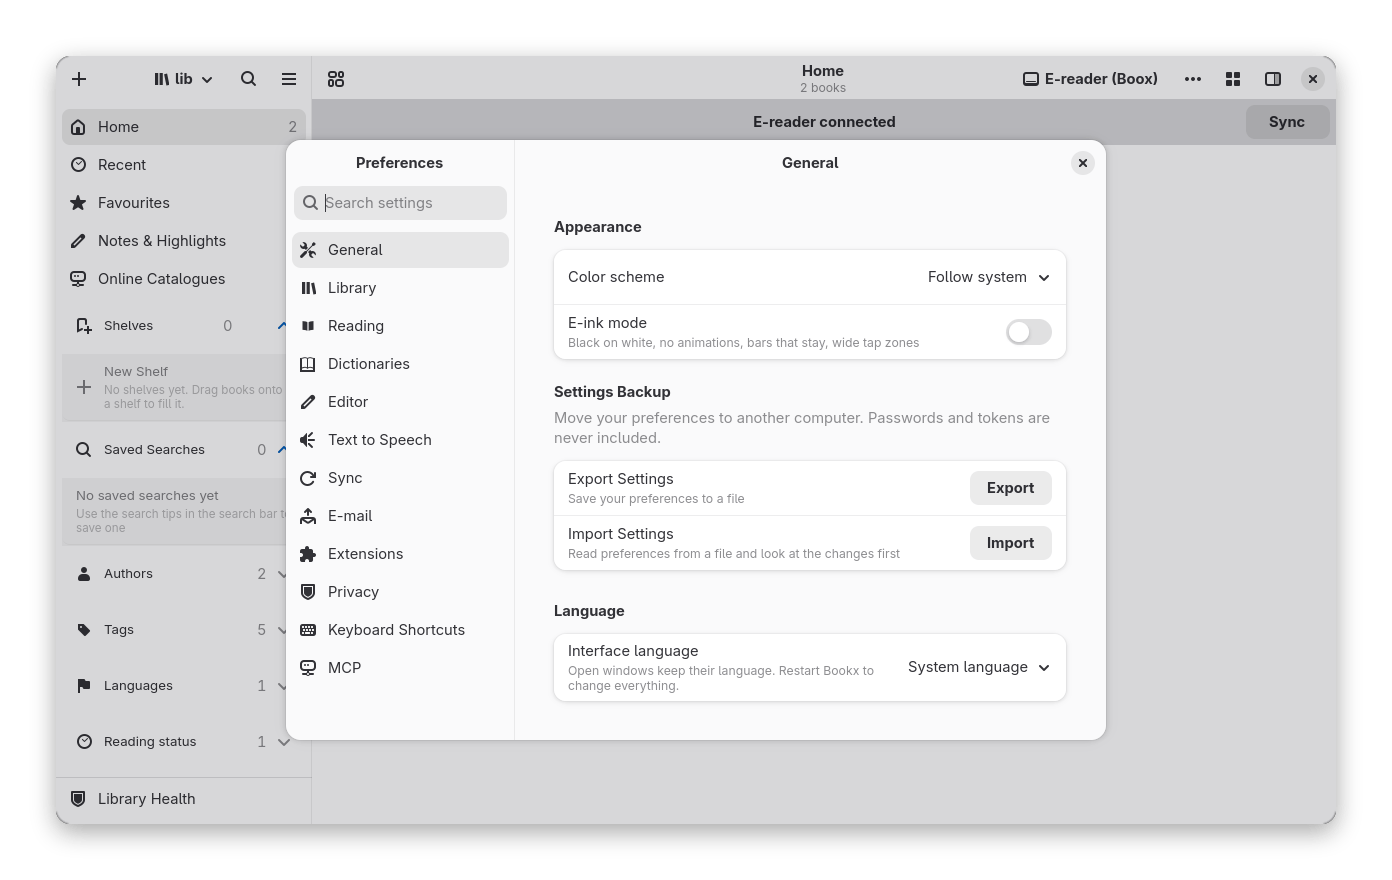 lib
Home
2 books
E-reader (Boox)
E-reader connected
Sync
Home
2
Recent
Favourites
Notes & Highlights
Online Catalogues
Shelves
0
New Shelf
No shelves yet. Drag books onto
a shelf to fill it.
Saved Searches
0
No saved searches yet
Use the search tips in the search bar to
save one
Authors
2
Tags
5
Languages
1
Reading status
1
Library Health
Preferences
Search settings
General
Library
Reading
Dictionaries
Editor
Text to Speech
Sync
E-mail
Extensions
Privacy
Keyboard Shortcuts
MCP
General
Appearance
Color scheme
Follow system
E-ink mode
Black on white, no animations, bars that stay, wide tap zones
Settings Backup
Move your preferences to another computer. Passwords and tokens are
never included.
Export Settings
Save your preferences to a file
Export
Import Settings
Read preferences from a file and look at the changes first
Import
Language
Interface language
Open windows keep their language. Restart Bookx to
change everything.
System language